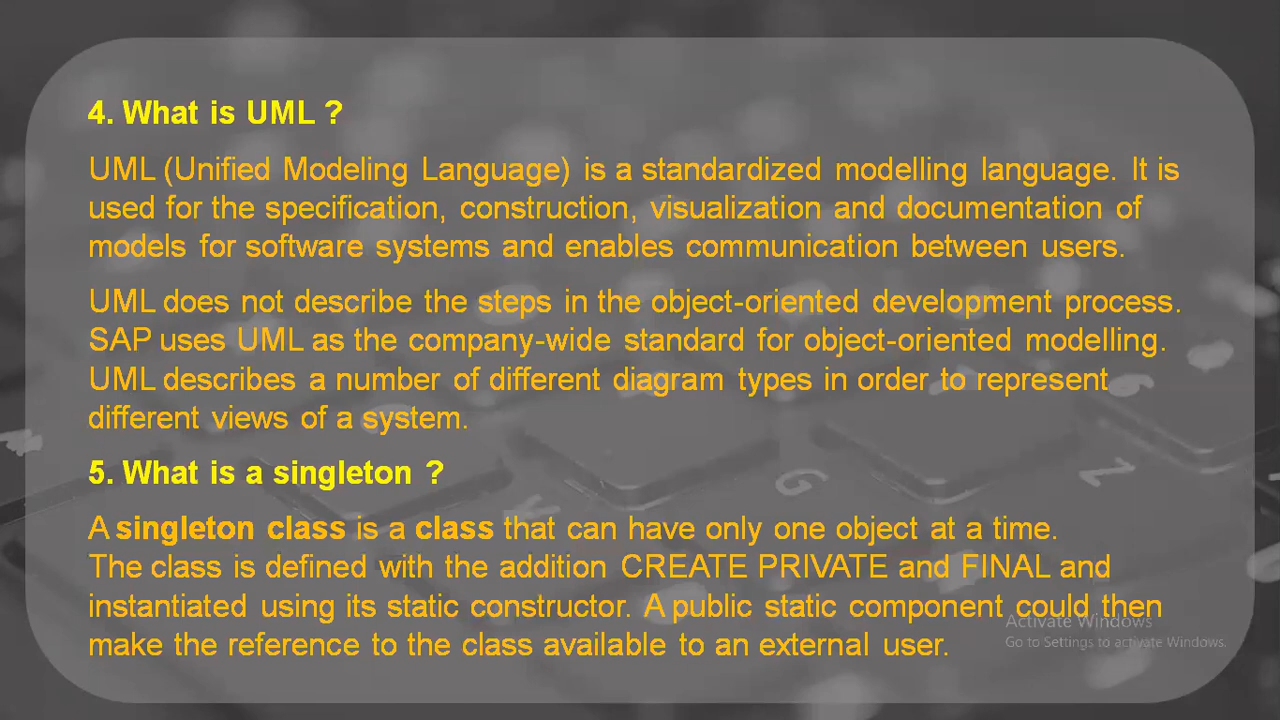 4. What is UML ?
UML (Unified Modeling Language) is a standardized modelling language. It is
used for the specification, construction, visualization and documentation of
models for software systems and enables communication between users.
UML does not describe the steps in the object-oriented development process.
SAP uses UML as the company-wide standard for object-oriented modelling.
UML describes a number of different diagram types in order to represent
different views of a system.
5. What is a singleton ?
A singleton class is a class that can have only one object at a time.
The class is defined with the addition CREATE PRIVATE and FINAL and
instantiated using its static constructor. A public static component could then
make the reference to the class available to an external user.
Activate Windows
Go to Settings to activate Windows.
6
G
Z